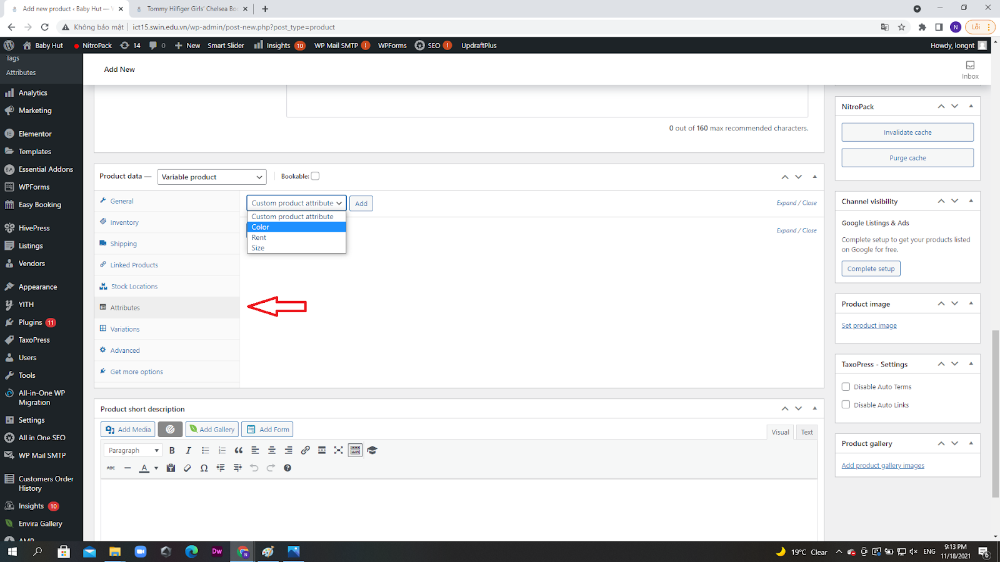 Add new product ‹ Baby Hut — 
Tommy Hilfiger Girls' Chelsea Boo
Không bảo mật
ict15.swin.edu.vn/wp-admin/post-new.php?post_type=product
N
Lỗi
Baby Hut
NitroPack
14
0
New
Smart Slider
Insights 10
WP Mail SMTP !
WPForms
SEO 1
UpdraftPlus
Howdy, longnt
Tags
Attributes
Analytics
Marketing
Elementor
Templates
Essential Addons
WPForms
Easy Booking
HivePress
Listings
Vendors
Appearance
YITH
Plugins 11
TaxoPress
Users
Tools
All-in-One WP
Migration
Settings
All in One SEO
WP Mail SMTP
Customers Order
History
Insights 10
Envira Gallery
AMP
Add New
Inbox
0 out of 160 max recommended characters.
Product data —
Variable product
Bookable:
General
Inventory
Shipping
Linked Products
Stock Locations
Attributes
Variations
Advanced
Get more options
Custom product attribute
Add
Expand / Close
Custom product attribute
Color
Rent
Size
Expand / Close
Product short description
Add Media
Add Gallery
Add Form
Visual
Text
Paragraph
B
I
ABC
A
Ω
NitroPack
Invalidate cache
Purge cache
Channel visibility
Google Listings & Ads
Complete setup to get your products listed
on Google for free.
Complete setup
Product image
Set product image
TaxoPress - Settings
Disable Auto Terms
Disable Auto Links
Product gallery
Add product gallery images
Dw
N
19°C Clear
ENG
9:13 PM
11/18/2021
6